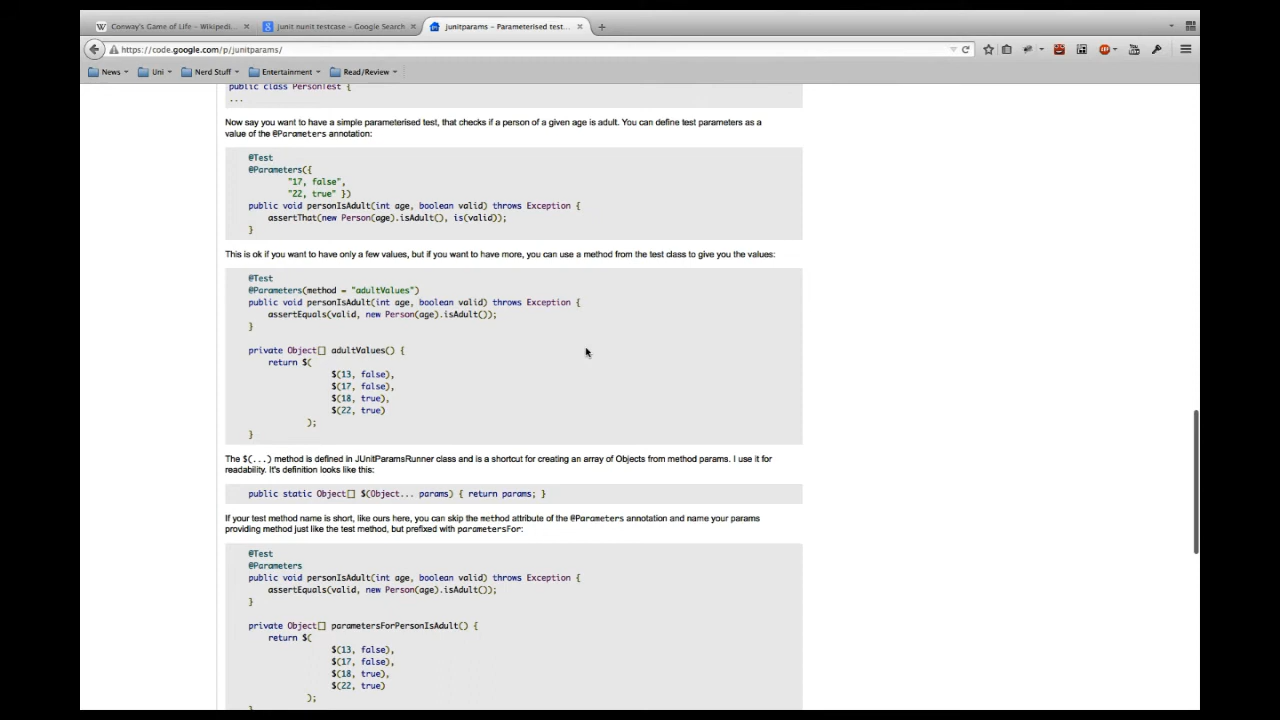 Conway's Game of Life – Wikipedi...
junit nunit testcase - Google Search
junitparams - Parameterised test...
https://code.google.com/p/junitparams/
News
Uni
Nerd Stuff
Entertainment
Read/Review
public class PersonTest {
...
Now say you want to have a simple parameterised test, that checks if a person of a given age is adult. You can define test parameters as a
value of the @Parameters annotation:
@Test
@Parameters({
"17, false",
"22, true" })
public void personIsAdult(int age, boolean valid) throws Exception {
assertThat(new Person(age).isAdult(), is(valid));
}
This is ok if you want to have only a few values, but if you want to have more, you can use a method from the test class to give you the values:
@Test
@Parameters(method = "adultValues")
public void personIsAdult(int age, boolean valid) throws Exception {
assertEquals(valid, new Person(age).isAdult());
}
private Object[] adultValues() {
return $(
$(13, false),
$(17, false),
$(18, true),
$(22, true)
);
}
The $(...) method is defined in JUnitParamsRunner class and is a shortcut for creating an array of Objects from method params. I use it for
readability. It's definition looks like this:
public static Object[] $(Object... params) { return params; }
If your test method name is short, like ours here, you can skip the method attribute of the @Parameters annotation and name your params
providing method just like the test method, but prefixed with parametersFor:
@Test
@Parameters
public void personIsAdult(int age, boolean valid) throws Exception {
assertEquals(valid, new Person(age).isAdult());
}
private Object[] parametersForPersonIsAdult() {
return $(
$(13, false),
$(17, false),
$(18, true),
$(22, true)
);
}